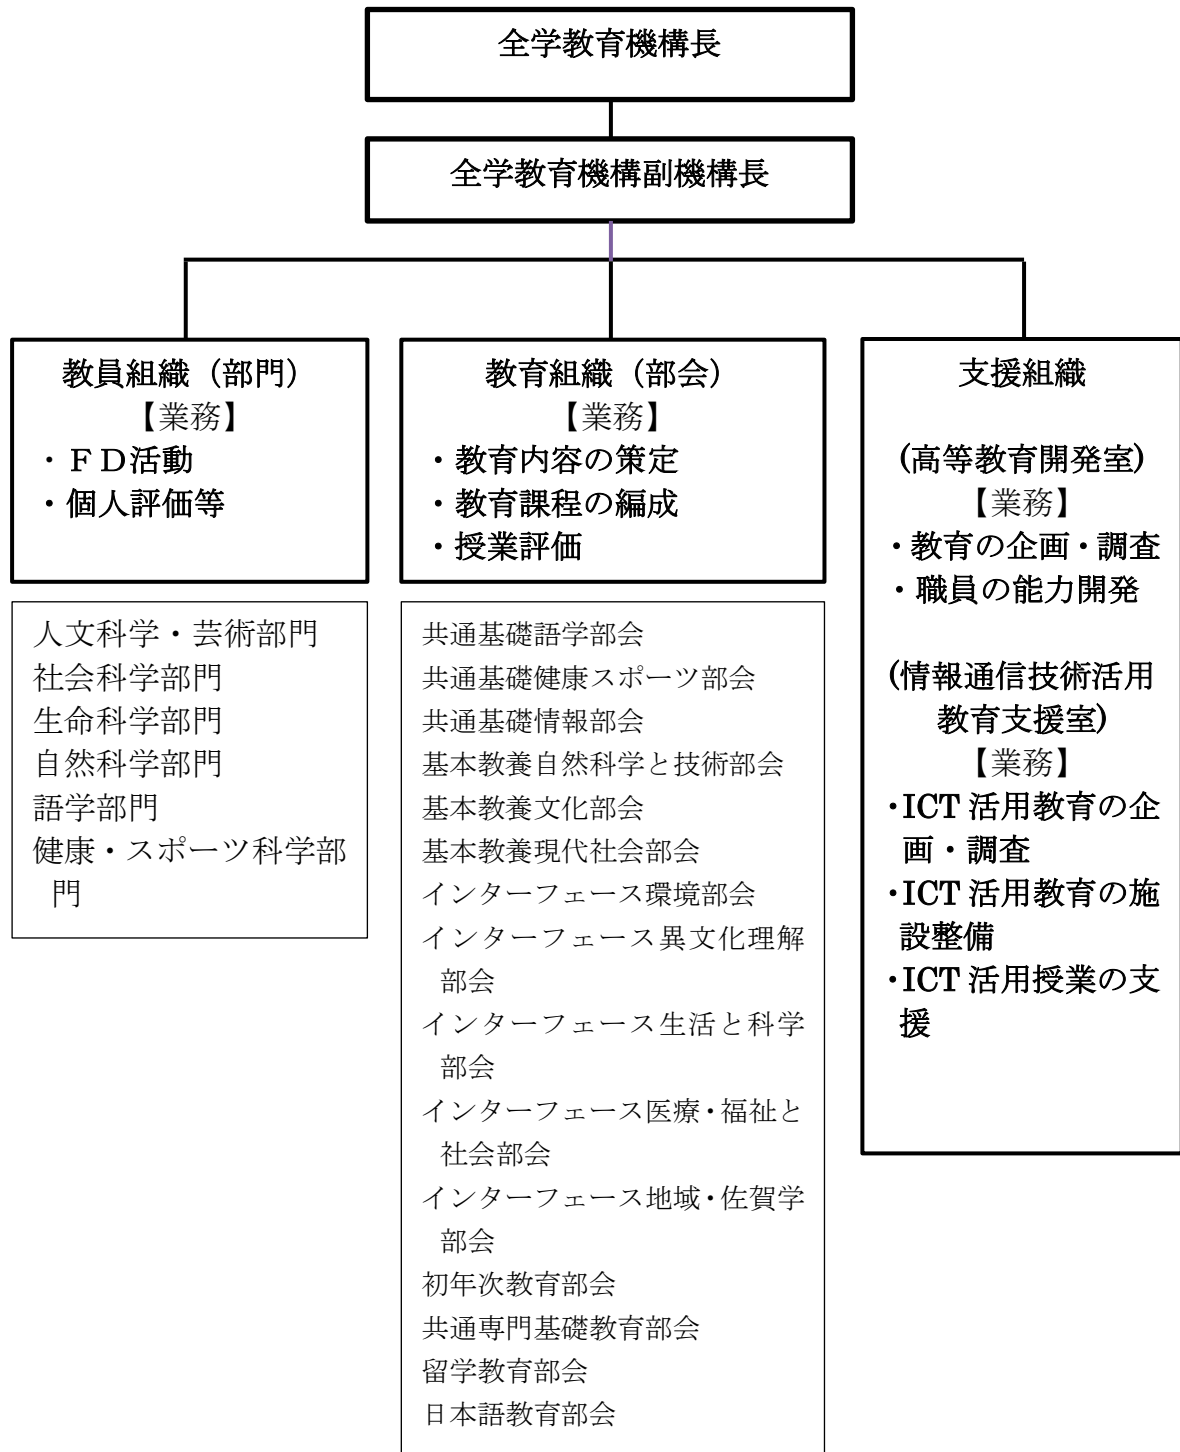 全学教育機構長
全学教育機構副機構長
教員組織（部門）
【業務】
・ＦＤ活動
・個人評価等
人文科学・芸術部門
社会科学部門
生命科学部門
自然科学部門
語学部門
健康・スポーツ科学部
門
教育組織（部会）
【業務】
・教育内容の策定
・教育課程の編成
・授業評価
共通基礎語学部会
共通基礎健康スポーツ部会
共通基礎情報部会
基本教養自然科学と技術部会
基本教養文化部会
基本教養現代社会部会
インターフェース環境部会
インターフェース異文化理解
部会
インターフェース生活と科学
部会
インターフェース医療・福祉と
社会部会
インターフェース地域・佐賀学
部会
初年次教育部会
共通専門基礎教育部会
留学教育部会
日本語教育部会
支援組織
(高等教育開発室)
【業務】
・教育の企画・調査
・職員の能力開発
(情報通信技術活用
教育支援室)
【業務】
・ICT 活用教育の企
画・調査
・ICT 活用教育の施
設整備
・ICT 活用授業の支
援